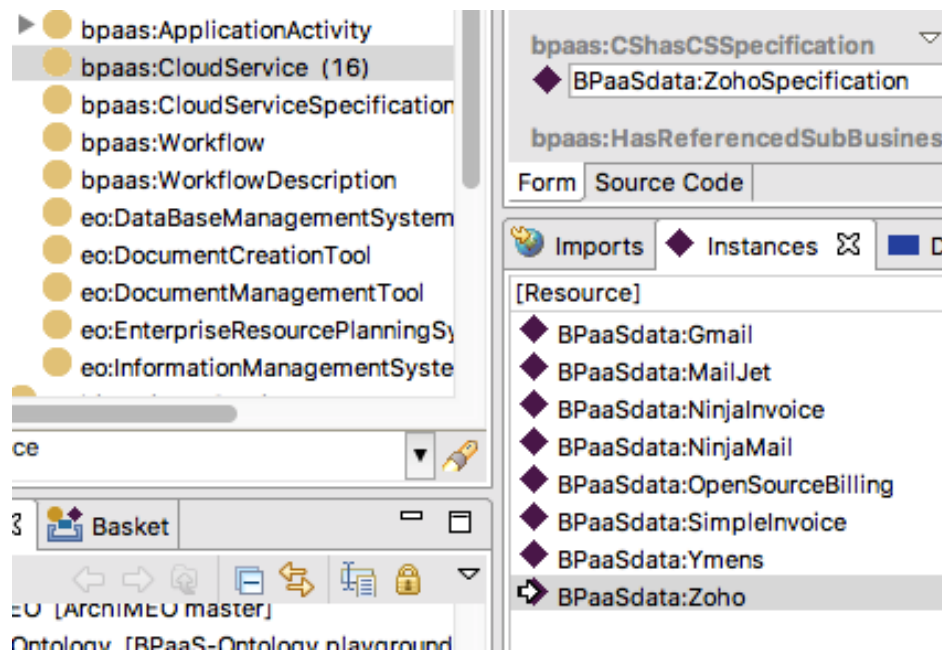 bpaas:ApplicationActivity
bpaas:CloudService (16)
bpaas:CloudServiceSpecification
bpaas:Workflow
bpaas:WorkflowDescription
eo:DataBaseManagementSystem
eo:DocumentCreationTool
eo:DocumentManagementTool
eo:EnterpriseResourcePlanningSy
eo:InformationManagementSyste
ce
Basket
EO [ArchiMEO master]
Ontology [BPaaS-Ontology playground
bpaas:CShasCSSpecification
BPaaSdata:ZohoSpecification
bpaas:HasReferencedSubBusines
Form Source Code
Imports Instances D
[Resource]
BPaaSdata:Gmail
BPaaSdata:MailJet
BPaaSdata:NinjaInvoice
BPaaSdata:NinjaMail
BPaaSdata:OpenSourceBilling
BPaaSdata:SimpleInvoice
BPaaSdata:Ymens
BPaaSdata:Zoho